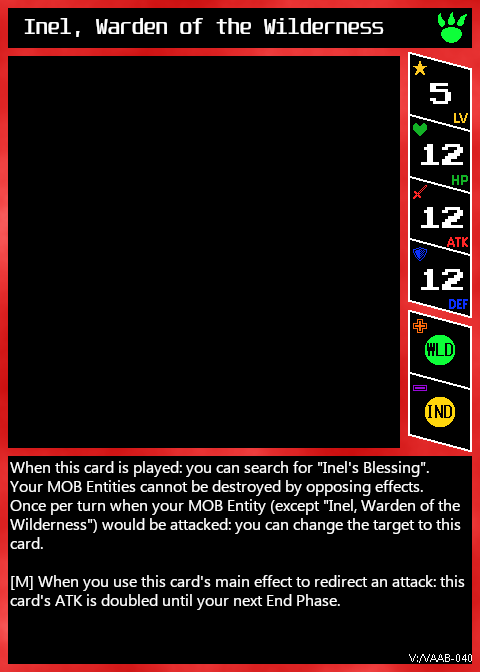 Inel, Warden of the Wilderness
5
LV
12
HP
12
ATK
12
DEF
WLD
IND
When this card is played: you can search for "Inel's Blessing".
Your MOB Entities cannot be destroyed by opposing effects.
Once per turn when your MOB Entity (except "Inel, Warden of the
Wilderness") would be attacked: you can change the target to this
card.
[M] When you use this card's main effect to redirect an attack: this
card's ATK is doubled until your next End Phase.
V:/VAAB-040